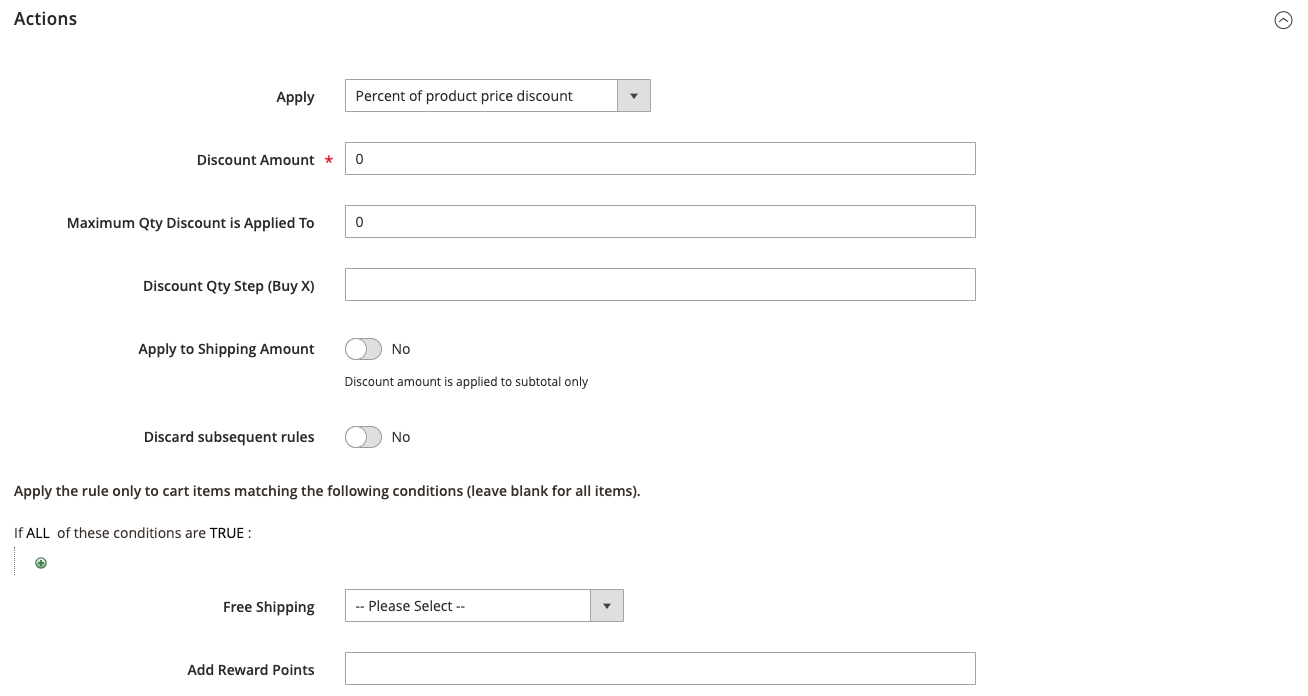 Actions
Apply Percent of product price discount
Discount Amount * 0
Maximum Qty Discount is Applied To 0
Discount Qty Step (Buy X)
Apply to Shipping Amount No
Discount amount is applied to subtotal only
Discard subsequent rules No
Apply the rule only to cart items matching the following conditions (leave blank for all items).
If ALL of these conditions are TRUE :
Free Shipping -- Please Select --
Add Reward Points